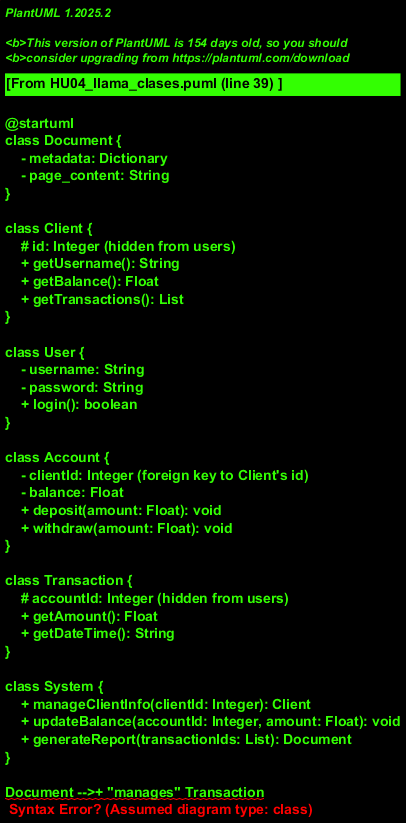 PlantUML 1.2025.2
<b>This version of PlantUML is 154 days old, so you should
<b>consider upgrading from https://plantuml.com/download
[From HU04_llama_clases.puml (line 39) ]
@startuml
class Document {
- metadata: Dictionary
- page_content: String
}
class Client {
# id: Integer (hidden from users)
+ getUsername(): String
+ getBalance(): Float
+ getTransactions(): List
}
class User {
- username: String
- password: String
+ login(): boolean
}
class Account {
- clientId: Integer (foreign key to Client's id)
- balance: Float
+ deposit(amount: Float): void
+ withdraw(amount: Float): void
}
class Transaction {
# accountId: Integer (hidden from users)
+ getAmount(): Float
+ getDateTime(): String
}
class System {
+ manageClientInfo(clientId: Integer): Client
+ updateBalance(accountId: Integer, amount: Float): void
+ generateReport(transactionIds: List): Document
}
Document -->+ "manages" Transaction
Syntax Error? (Assumed diagram type: class)